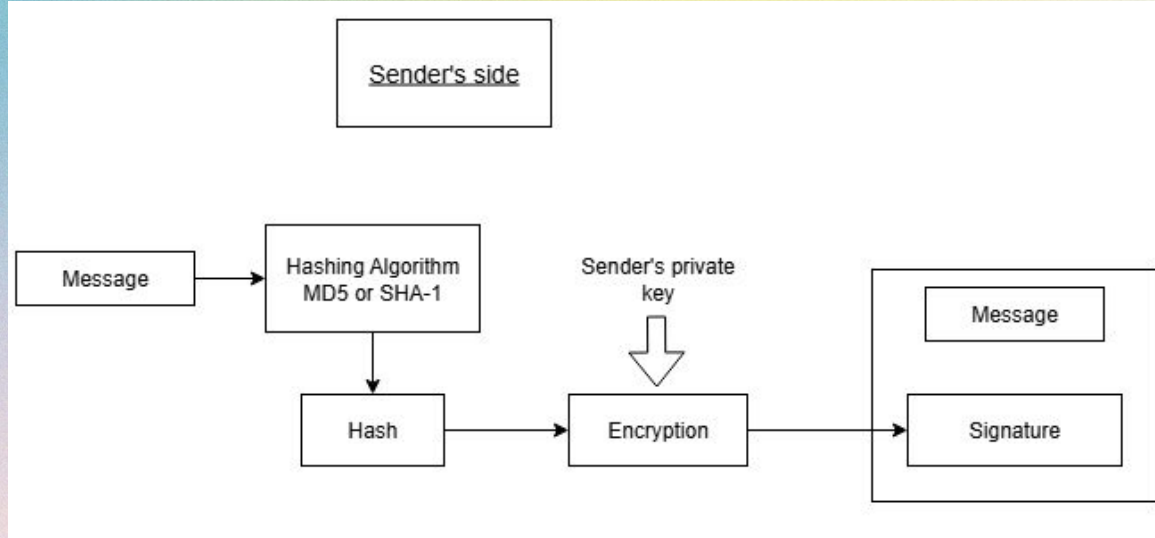 Sender's side
Message
Hashing Algorithm
MD5 or SHA-1
Sender's private
key
Message
Hash
Encryption
Signature